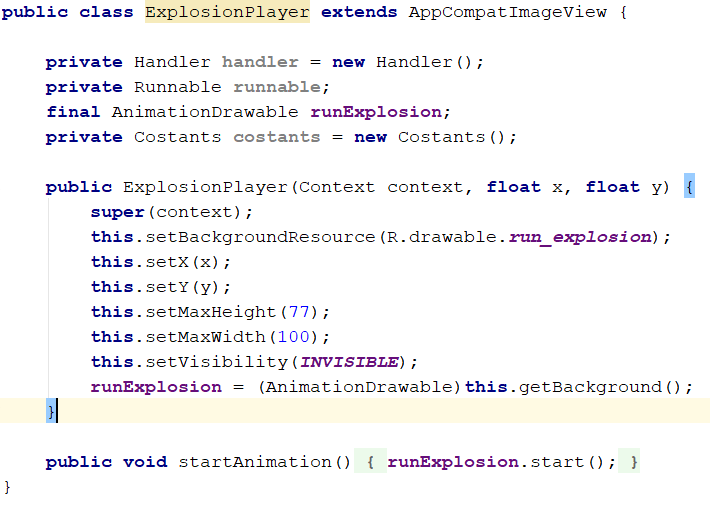 public class ExplosionPlayer extends AppCompatImageView {
private Handler handler = new Handler();
private Runnable runnable;
final AnimationDrawable runExplosion;
private Costants costants = new Costants();
public ExplosionPlayer(Context context, float x, float y) {
super(context);
this.setBackgroundResource(R.drawable.run_explosion);
this.setX(x);
this.setY(y);
this.setMaxHeight(77);
this.setMaxWidth(100);
this.setVisibility(INVISIBLE);
runExplosion = (AnimationDrawable)this.getBackground();
}
public void startAnimation() { runExplosion.start(); }
}